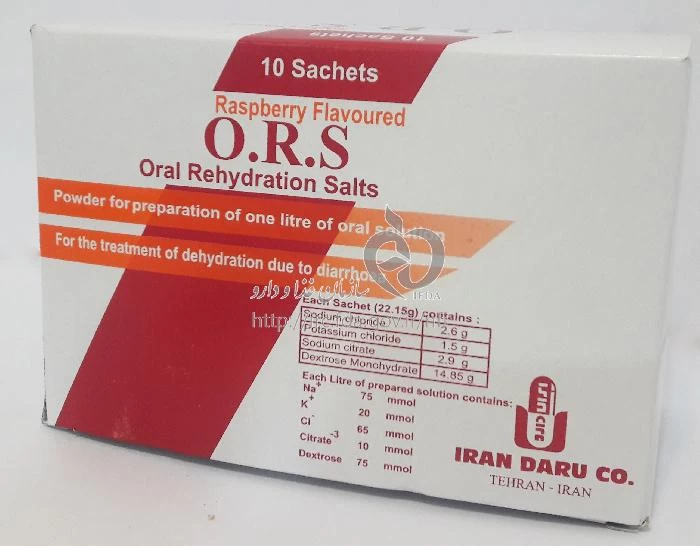 10 Sachets
10 Sachets
Raspberry Flavoured
O.R.S
Oral Rehydration Salts
Powder for preparation of one litre of oral solution
For the treatment of dehydration due to diarrhoea
IFDA
سازمان غذا و دارو
Each Sachet (22.15g) contains :
Sodium chloride 2.6 g
Potassium chloride 1.5 g
Sodium citrate 2.9 g
Dextrose Monohydrate 14.85 g
Each Litre of prepared solution contains:
Na+ 75 mmol
K+ 20 mmol
Cl- 65 mmol
Citrate-3 10 mmol
Dextrose 75 mmol
IRAN DARU CO.
TEHRAN - IRAN